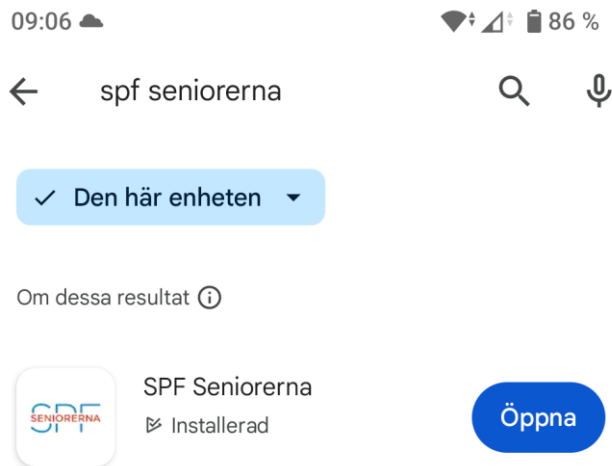 09:06 86 %
spf seniorerna
Den här enheten
Om dessa resultat
SPF Seniorerna
SPF
SENIORERNA
Installerad
Öppna